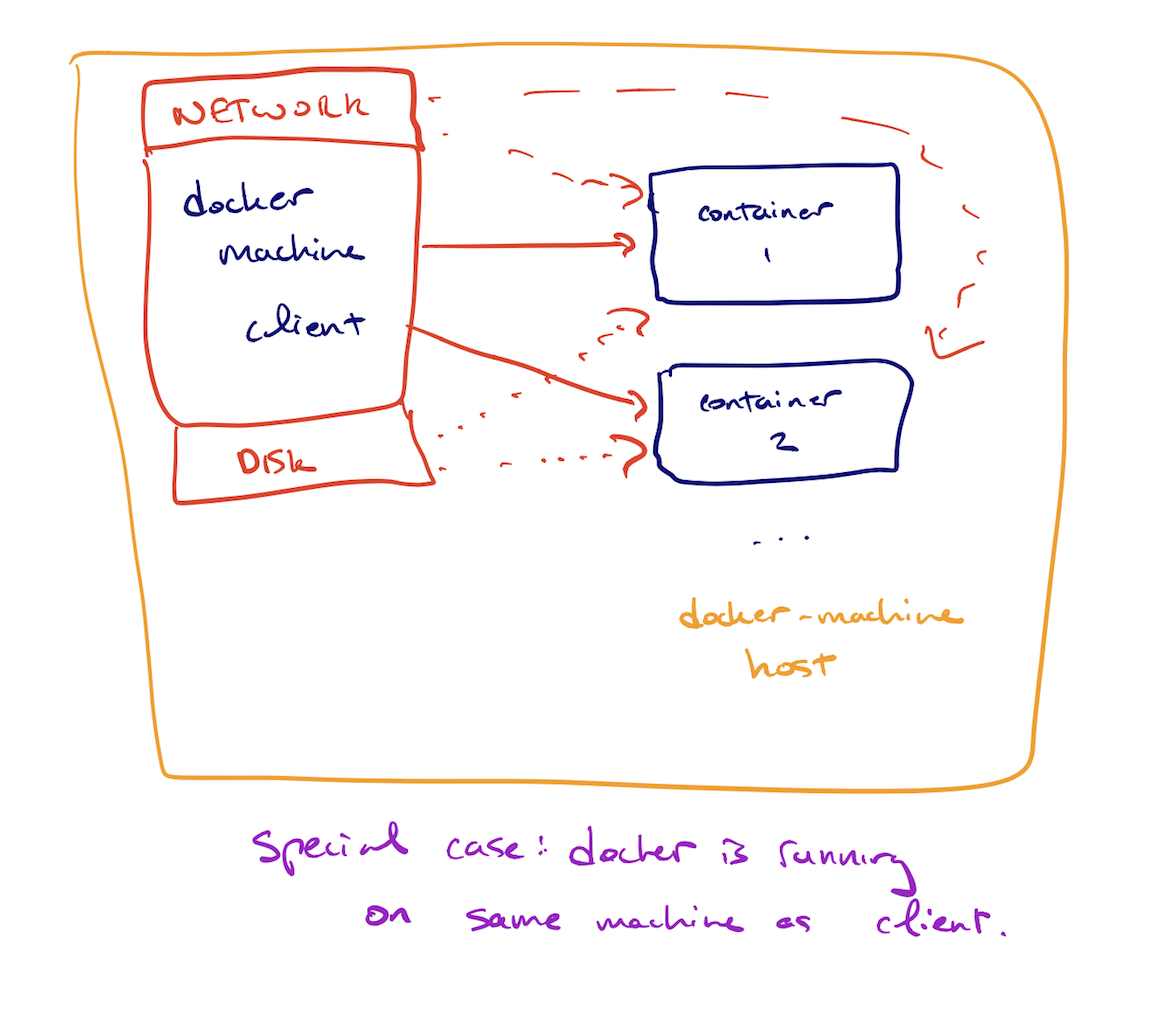 NETWORK
docker
machine
client
DISK
container
1
container
2
...
docker-machine
host
Special case: docker is running
on same machine as client.